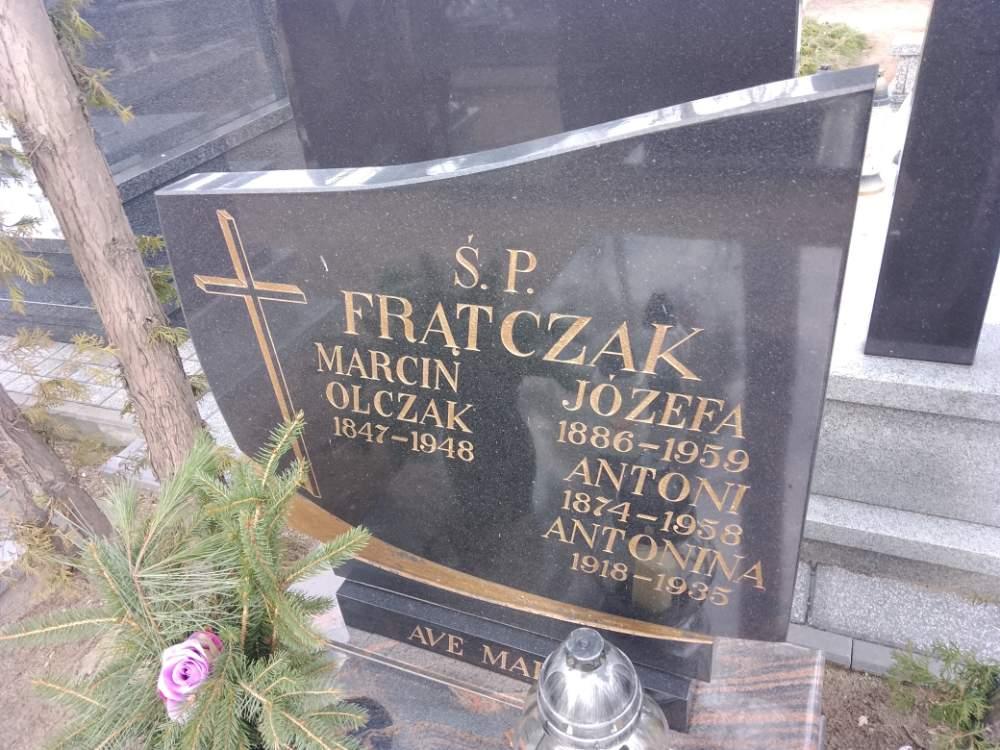 Ś. P.
FRĄTCZAK
MARCIN
OLCZAK
1847-1948
JÓZEFA
1886-1959
ANTONI
1874-1958
ANTONINA
1918-1935
AVE